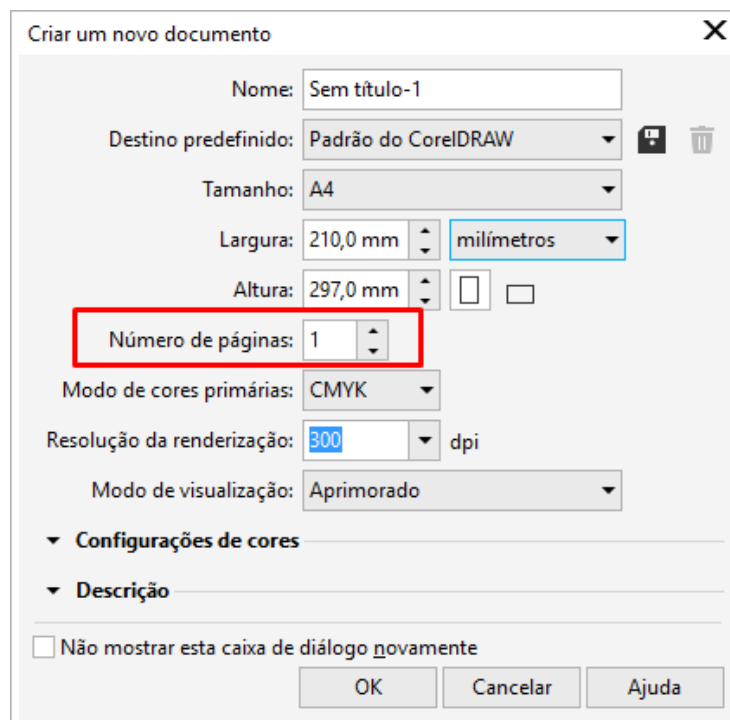 Criar um novo documento
Nome: Sem título-1
Destino predefinido: Padrão do CorelDRAW
Tamanho: A4
Largura: 210,0 mm milímetros
Altura: 297,0 mm
Número de páginas: 1
Modo de cores primárias: CMYK
Resolução da renderização: 300 dpi
Modo de visualização: Aprimorado
Configurações de cores
Descrição
Não mostrar esta caixa de diálogo novamente
OK Cancelar Ajuda